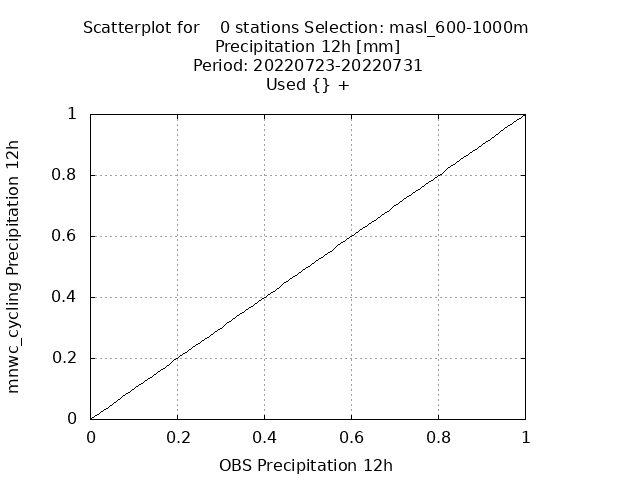 Scatterplot for    0 stations Selection: masl_600-1000m
Precipitation 12h [mm]
Period: 20220723-20220731
Used {} +
mnwc_cycling Precipitation 12h
1
0.8
0.6
0.4
0.2
0
0 0.2 0.4 0.6 0.8 1
OBS Precipitation 12h